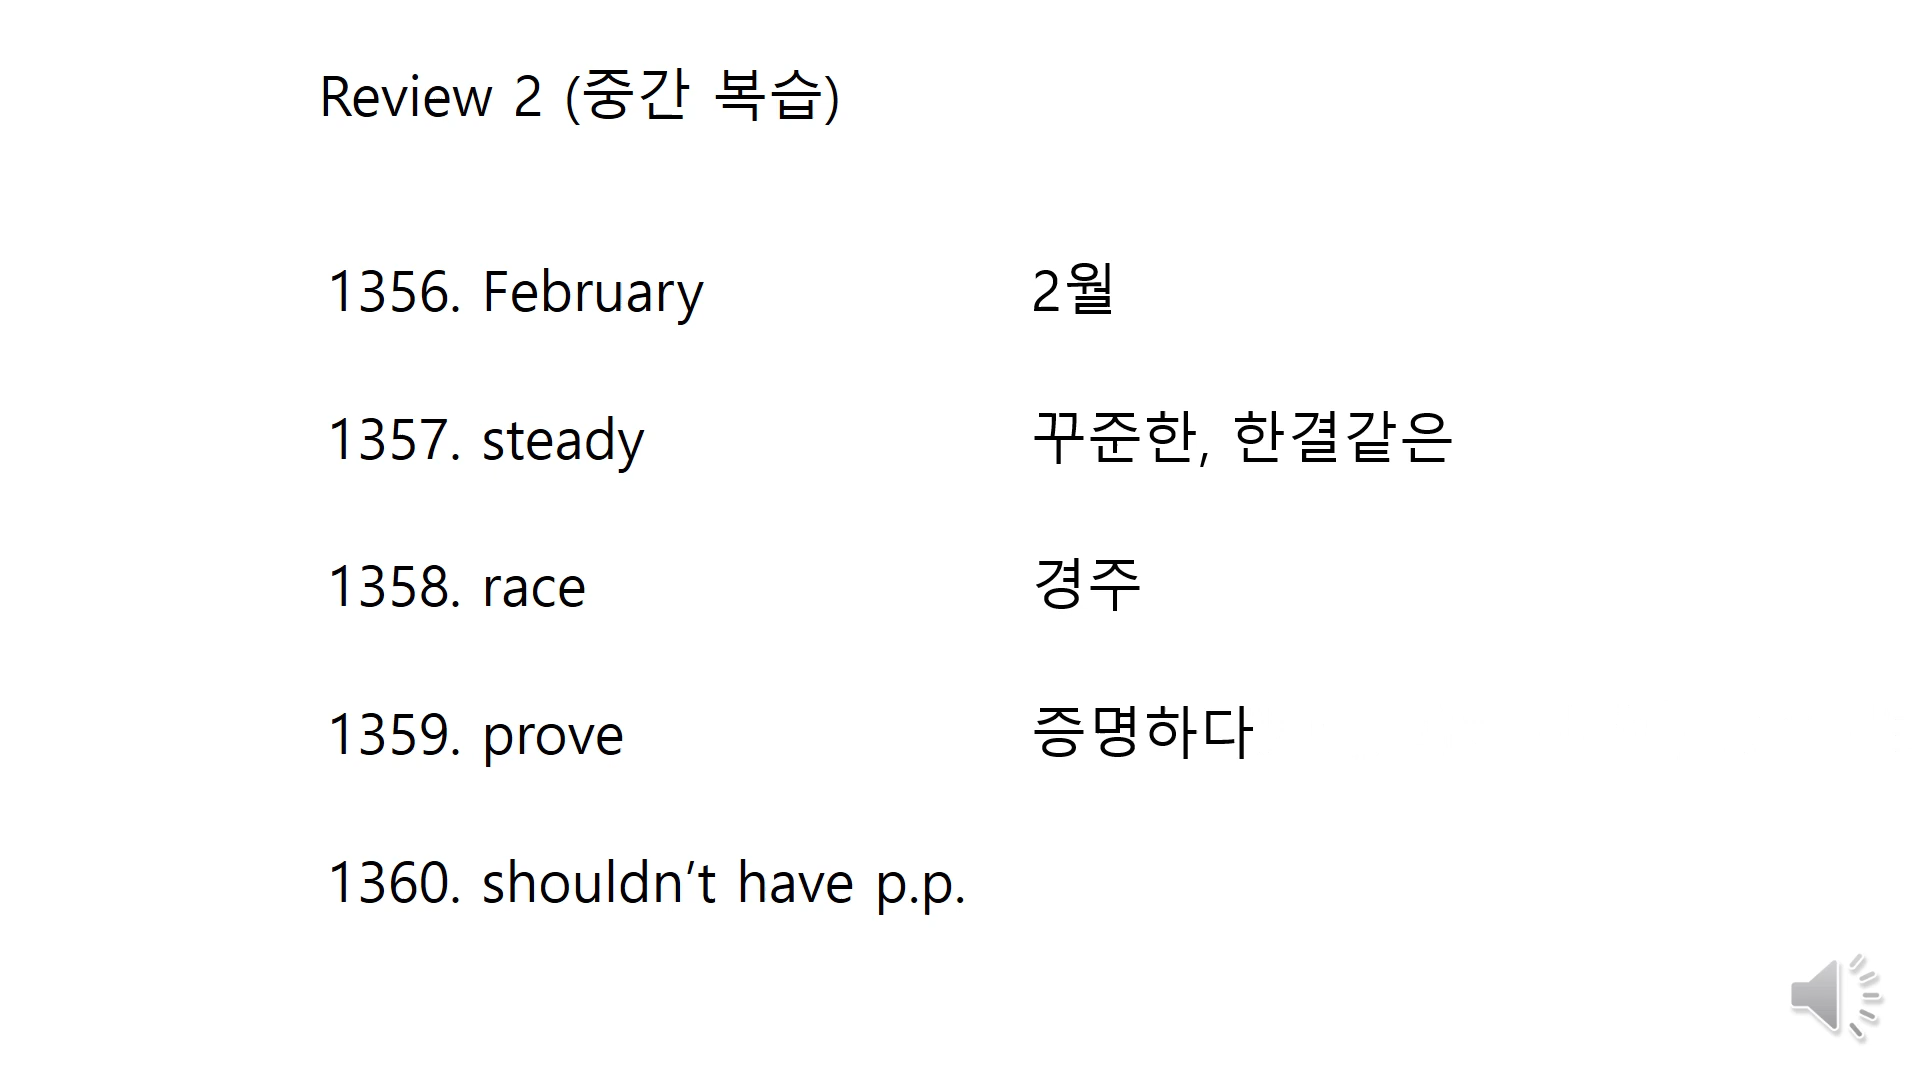 Review 2 (중간 복습)
1356. February 2월
1357. steady 꾸준한, 한결같은
1358. race 경주
1359. prove 증명하다
1360. shouldn’t have p.p.